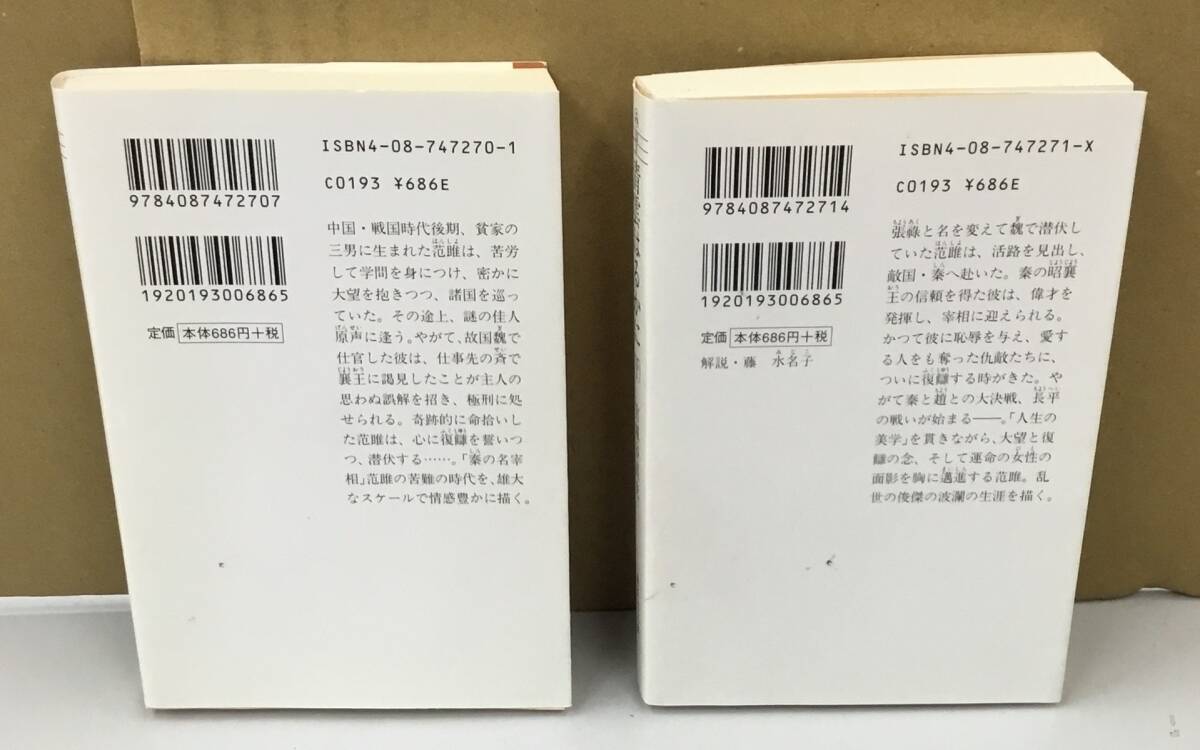 ISBN4-08-747270-1
C0193 ¥686E
9784087472707
1920193006865
定価 本体686円+税
中国・戦国時代後期、貧家の
三男に生まれた范雎は、苦労
して学問を身につけ、密かに
大望を抱きつつ、諸国を巡っ
ていた。その途上、謎の佳人
原声に逢う。やがて、故国魏で
仕官した彼は、仕事先の斉で
襄王に謁見したことが主人の
思わぬ誤解を招き、極刑に処
せられる。奇跡的に命拾いし
た范雎は、心に復讎を誓いつ
つ、潜伏する……。「秦の名宰
相」范雎の苦難の時代を、雄大
なスケールで情感豊かに描く。
ISBN4-08-747271-X
C0193 ¥686E
9784087472714
1920193006865
定価 本体686円+税
解説・藤 水名子
張祿と名を変えて魏で潜伏し
ていた范雎は、活路を見出し、
敵国・秦へ赴いた。秦の昭襄
王の信頼を得た彼は、偉才を
発揮し、宰相に迎えられる。
かつて彼に恥辱を与え、愛す
る人をも奪った仇敵たちに、
ついに復讎する時がきた。や
がて秦と趙との大決戦、長平
の戦いが始まる——。「人生の
美学」を貫きながら、大望と復
讎の念、そして運命の女性の
面影を胸に邁進する范雎。乱
世の俊傑の波瀾の生涯を描く。